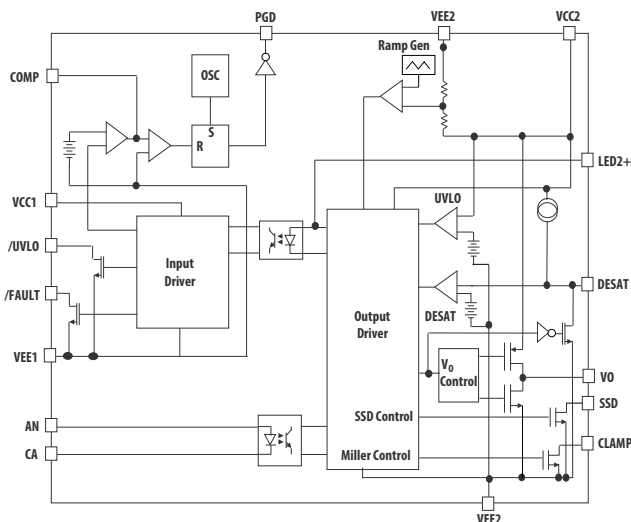 PGD
VEE2
VCC2
Ramp Gen
COMP
OSC
S
R
LED2+
VCC1
UVLO
/UVLO
Input
Driver
DESAT
/FAULT
DESAT
Output
Driver
VEE1
VO
Control
VO
SSD
AN
SSD Control
CLAMP
CA
Miller Control
VEE2